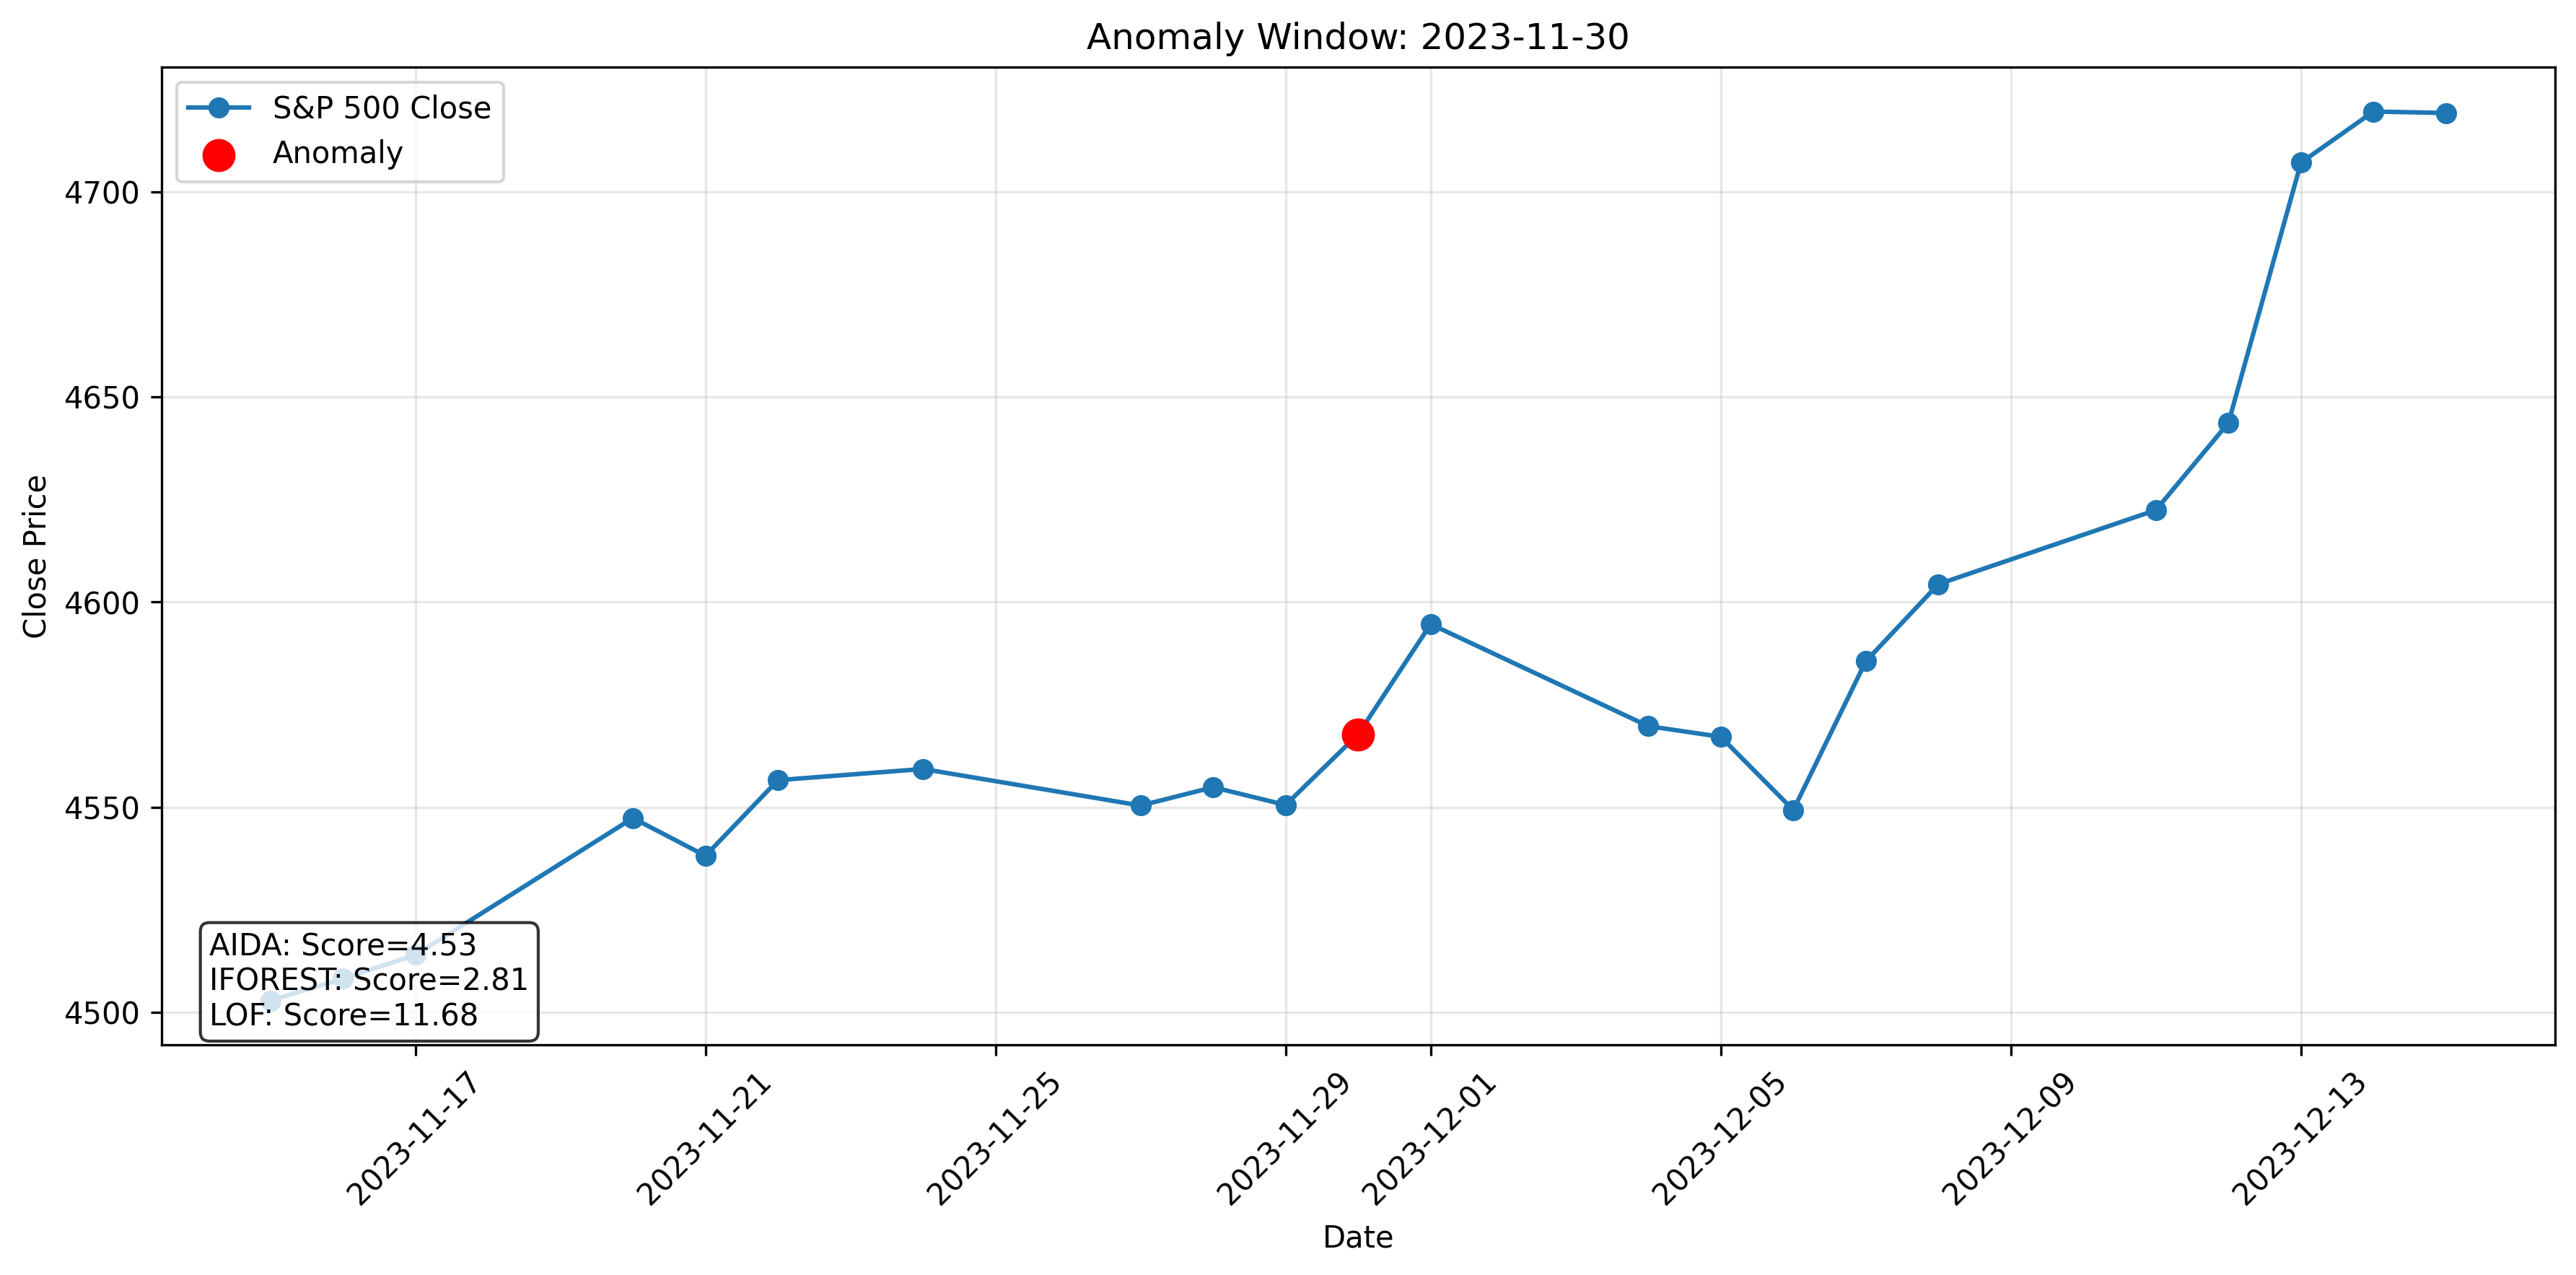 Anomaly Window: 2023-11-30
S&P 500 Close
Anomaly
Close Price
4700
4650
4600
4550
4500
AIDA: Score=4.53
IFOREST: Score=2.81
LOF: Score=11.68
2023-11-17
2023-11-21
2023-11-25
2023-11-29
2023-12-01
2023-12-05
2023-12-09
2023-12-13
Date